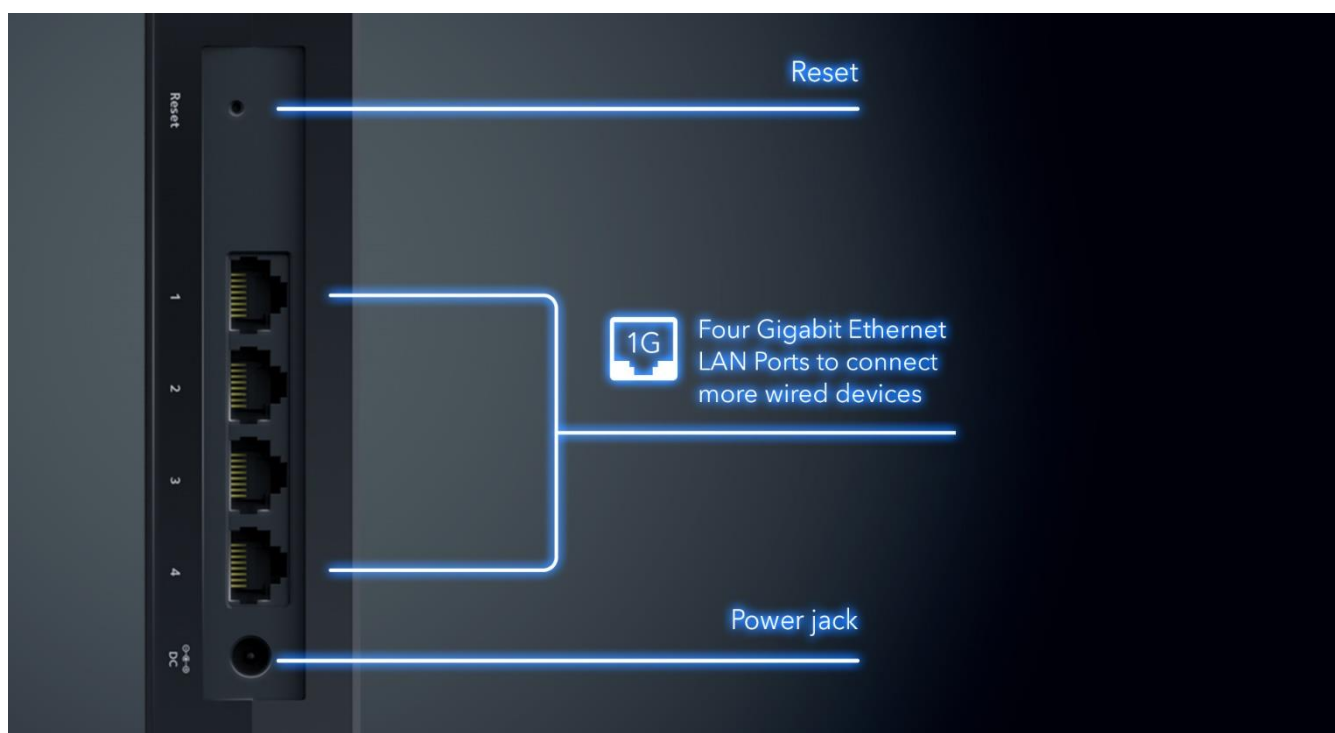 Reset
Reset
1
1G
Four Gigabit Ethernet
LAN Ports to connect
more wired devices
2
3
4
Power jack
DC